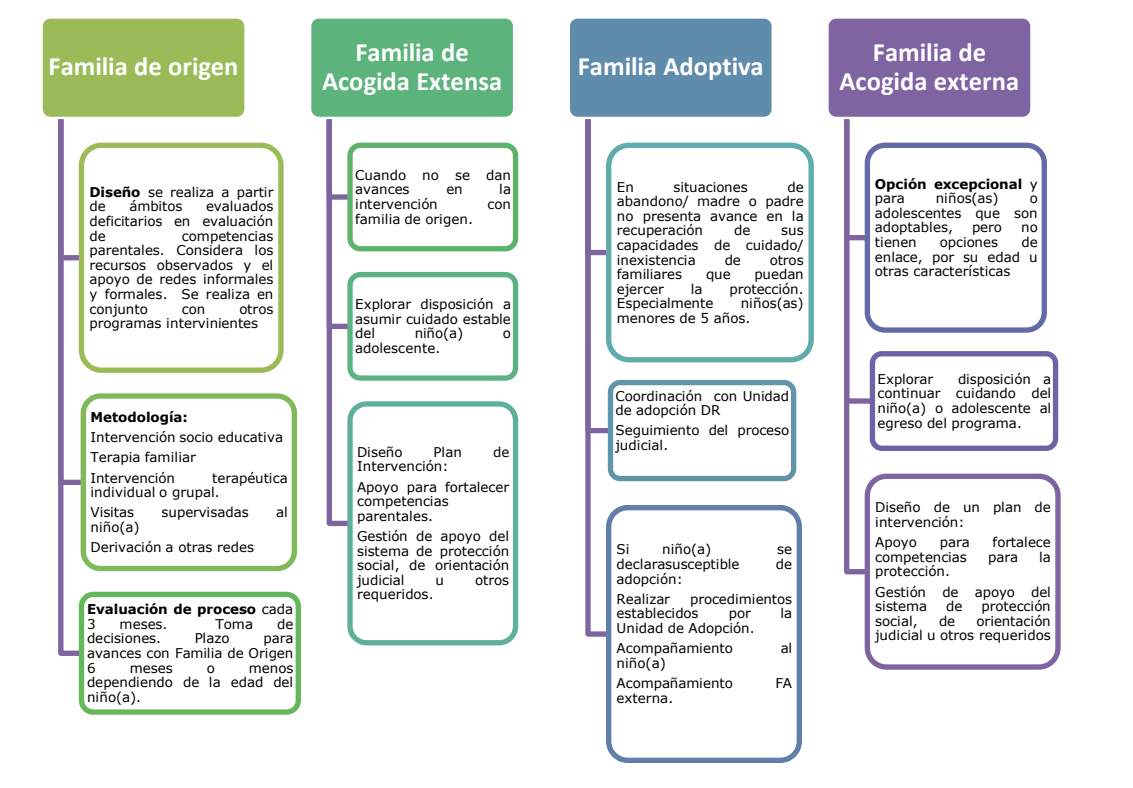 Familia de origen
Diseño se realiza a partir
de ámbitos evaluados
deficitarios en evaluación
de competencias
parentales. Considera los
recursos observados y el
apoyo de redes informales
y formales. Se realiza en
conjunto con otros
programas intervinientes
Metodología:
Intervención socio educativa
Terapia familiar
Intervención terapéutica
individual o grupal.
Visitas supervisadas al
niño(a)
Derivación a otras redes
Evaluación de proceso cada
3 meses. Toma de
decisiones. Plazo para
avances con Familia de Origen
6 meses o menos
dependiendo de la edad del
niño(a).
Familia de
Acogida Extensa
Cuando no se dan
avances en la
intervención con
familia de origen.
Explorar disposición a
asumir cuidado estable
del niño(a) o
adolescente.
Diseño Plan de
Intervención:
Apoyo para fortalecer
competencias
parentales.
Gestión de apoyo del
sistema de protección
social, de orientación
judicial u otros
requeridos.
Familia Adoptiva
En situaciones de
abandono/ madre o padre
no presenta avance en la
recuperación de sus
capacidades de cuidado/
inexistencia de otros
familiares que puedan
ejercer la protección.
Especialmente niños(as)
menores de 5 años.
Coordinación con Unidad
de adopción DR
Seguimiento del proceso
judicial.
Si niño(a) se
declarasusceptible de
adopción:
Realizar procedimientos
establecidos por la
Unidad de Adopción.
Acompañamiento al
niño(a)
Acompañamiento FA
externa.
Familia de
Acogida externa
Opción excepcional y
para niños(as) o
adolescentes que son
adoptables, pero no
tienen opciones de
enlace, por su edad u
otras características
Explorar disposición a
continuar cuidando del
niño(a) o adolescente al
egreso del programa.
Diseño de un plan de
intervención:
Apoyo para fortalece
competencias para la
protección.
Gestión de apoyo del
sistema de protección
social, de orientación
judicial u otros requeridos